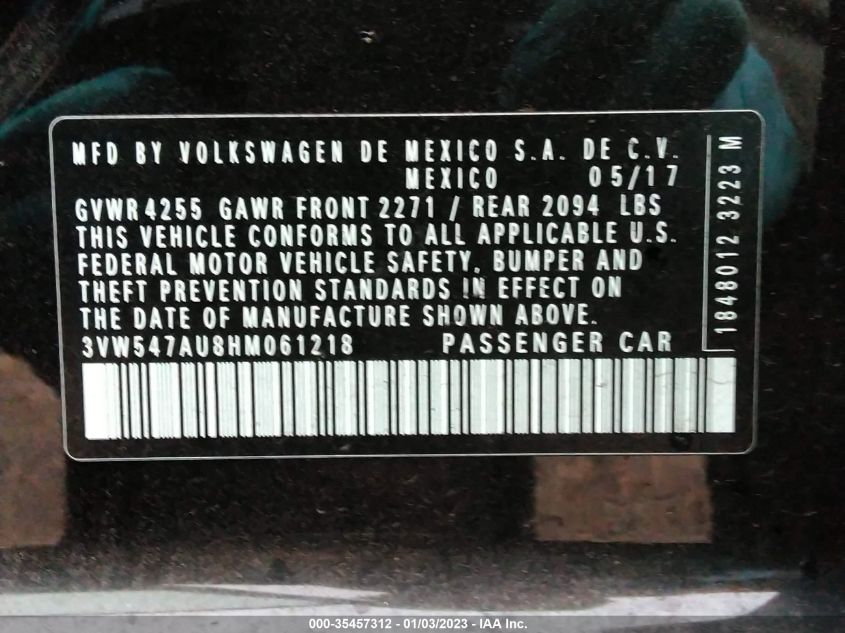 MFD BY VOLKSWAGEN DE MEXICO S.A. DE C.V.
MEXICO 05/17
GVWR 4255 GAWR FRONT 2271 / REAR 2094 LBS
THIS VEHICLE CONFORMS TO ALL APPLICABLE U.S.
FEDERAL MOTOR VEHICLE SAFETY, BUMPER AND
THEFT PREVENTION STANDARDS IN EFFECT ON
THE DATE OF MANUFACTURE SHOWN ABOVE.
3VW547AU8HM061218 PASSENGER CAR
1848012 3223 M
000-35457312 - 01/03/2023 - IAA Inc.